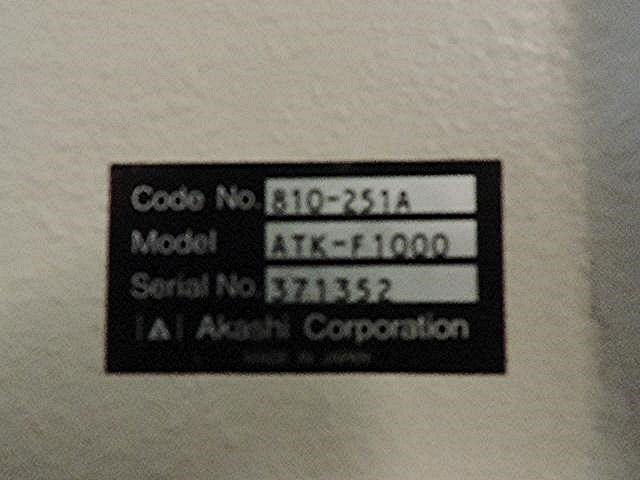 Code No. 810-251A
Model ATK-F1000
Serial No. 371352
|▲| Akashi Corporation
MADE IN JAPAN